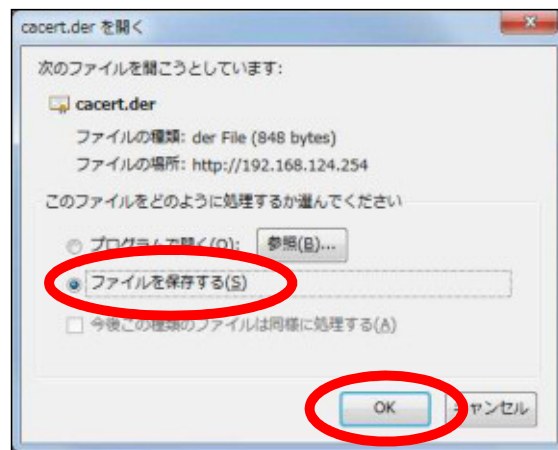 cacert.der を開く
次のファイルを開こうとしています:
cacert.der
ファイルの種類: der File (848 bytes)
ファイルの場所: http://192.168.124.254
このファイルをどのように処理するか選んでください
プログラムで開く(O): 参照(B)...
ファイルを保存する(S)
今後この種類のファイルは同様に処理する(A)
OK キャンセル